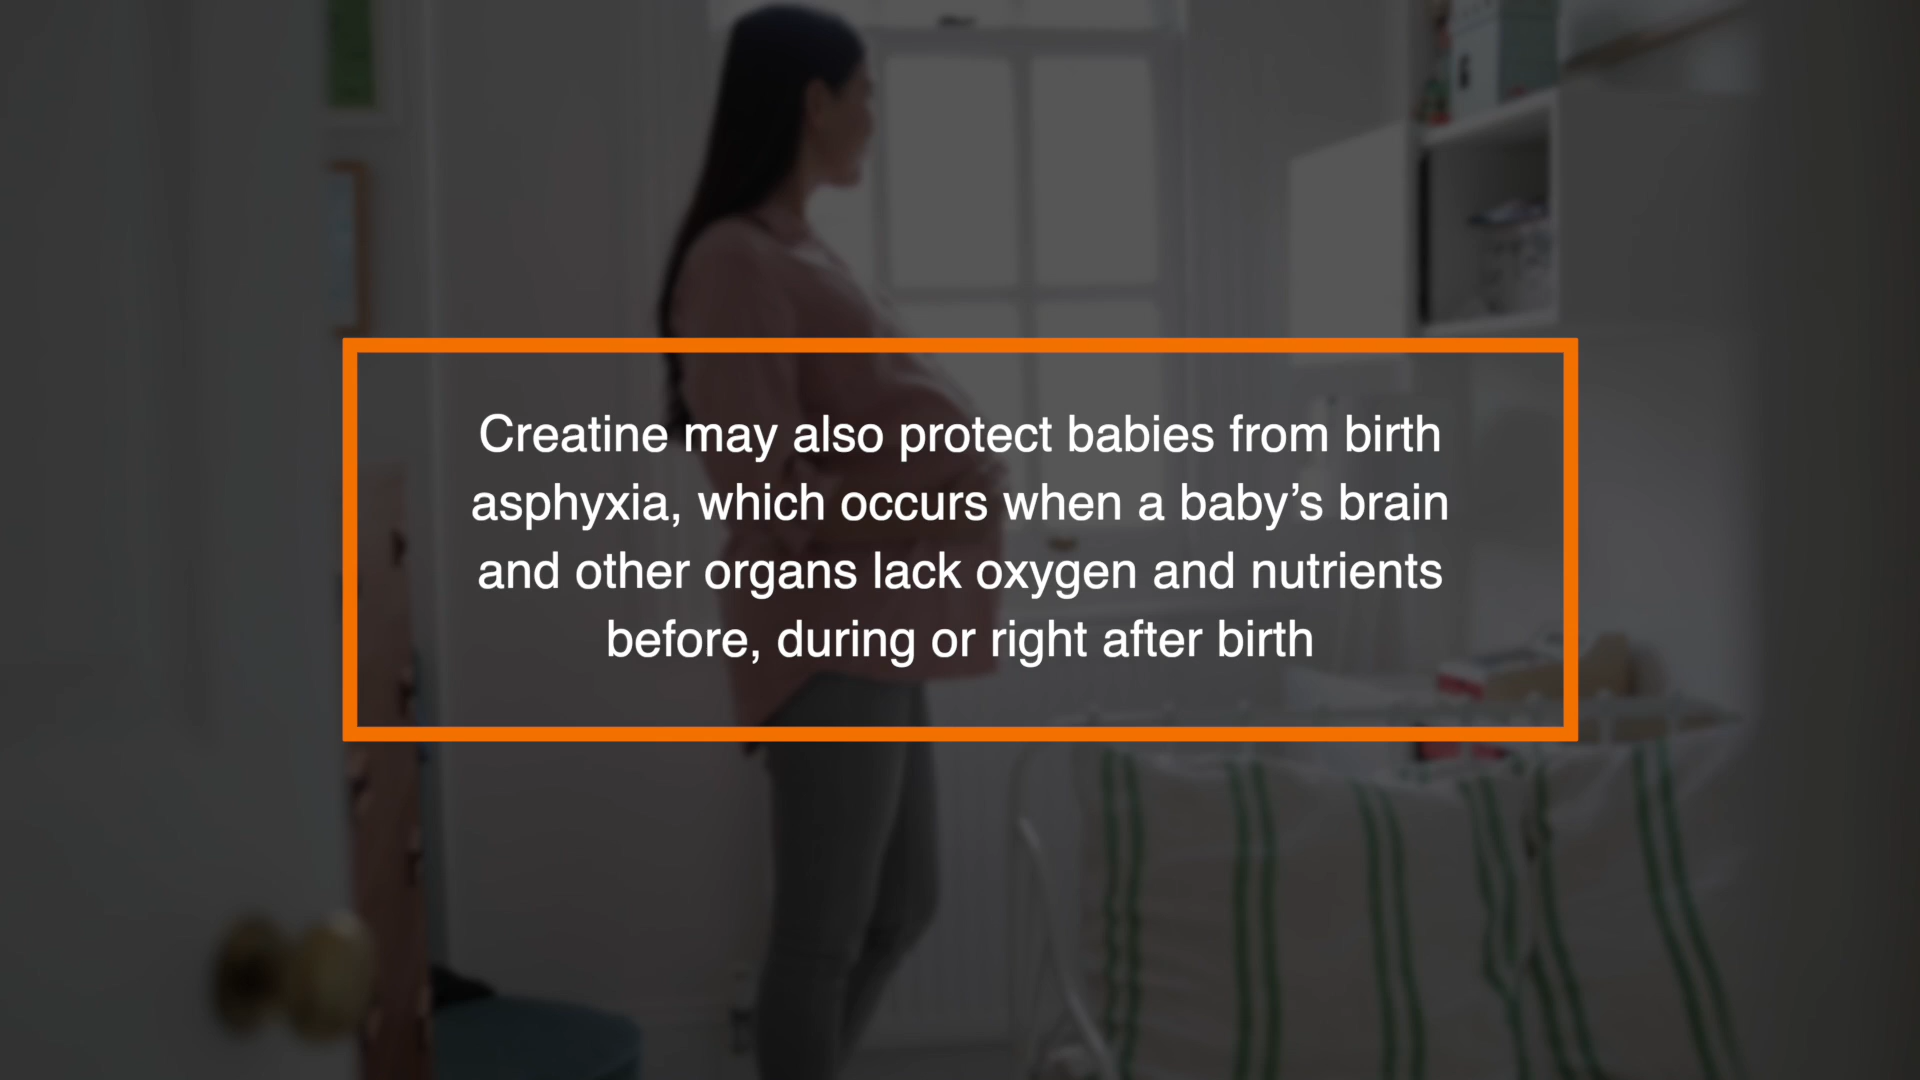 Creatine may also protect babies from birth
asphyxia, which occurs when a baby’s brain
and other organs lack oxygen and nutrients
before, during or right after birth